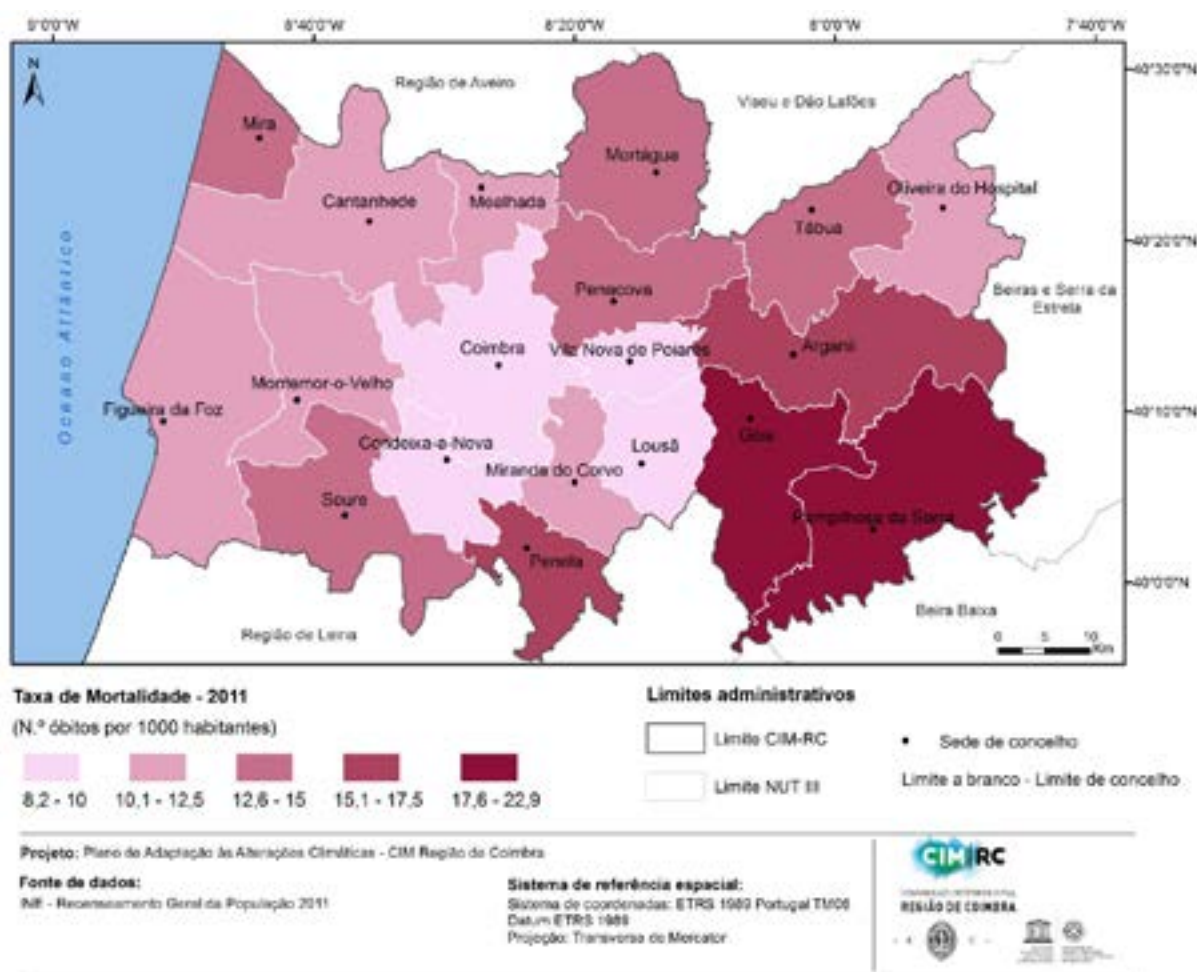 9°0'0"W 8°40'0"W 8°20'0"W 8°0'0"W 7°40'0"W
N
40°30'0"N
Região de Aveiro
Viseu e Dão Lafões
Mira
Mortágua
Oliveira do Hospital
Cantanhede
Mealhada
Tábua
40°20'0"N
Oceano Atlântico
Penacova
Beiras e Serra da
Estrela
Coimbra
Vila Nova de Poiares
Arganil
Montemor-o-Velho
Figueira da Foz
40°10'0"N
Góis
Condeixa-a-Nova
Lousã
Miranda do Corvo
Soure
Pampilhosa da Serra
Penela
40°0'0"N
Beira Baixa
Região de Leiria
0 5 10
Km
Taxa de Mortalidade - 2011
(N.º óbitos por 1000 habitantes)
8,2 - 10 10,1 - 12,5 12,6 - 15 15,1 - 17,5 17,6 - 22,9
Limites administrativos
Limite CIM-RC
Sede de concelho
Limite NUT III
Limite a branco - Limite de concelho
Projeto: Plano de Adaptação às Alterações Climáticas - CIM Região de Coimbra
Fonte de dados:
INE - Recenseamento Geral da População 2011
Sistema de referência espacial:
Sistema de coordenadas: ETRS 1989 Portugal TM06
Datum ETRS 1989
Projeção: Transverse de Mercator
CIM RC
REGIÃO DE COIMBRA